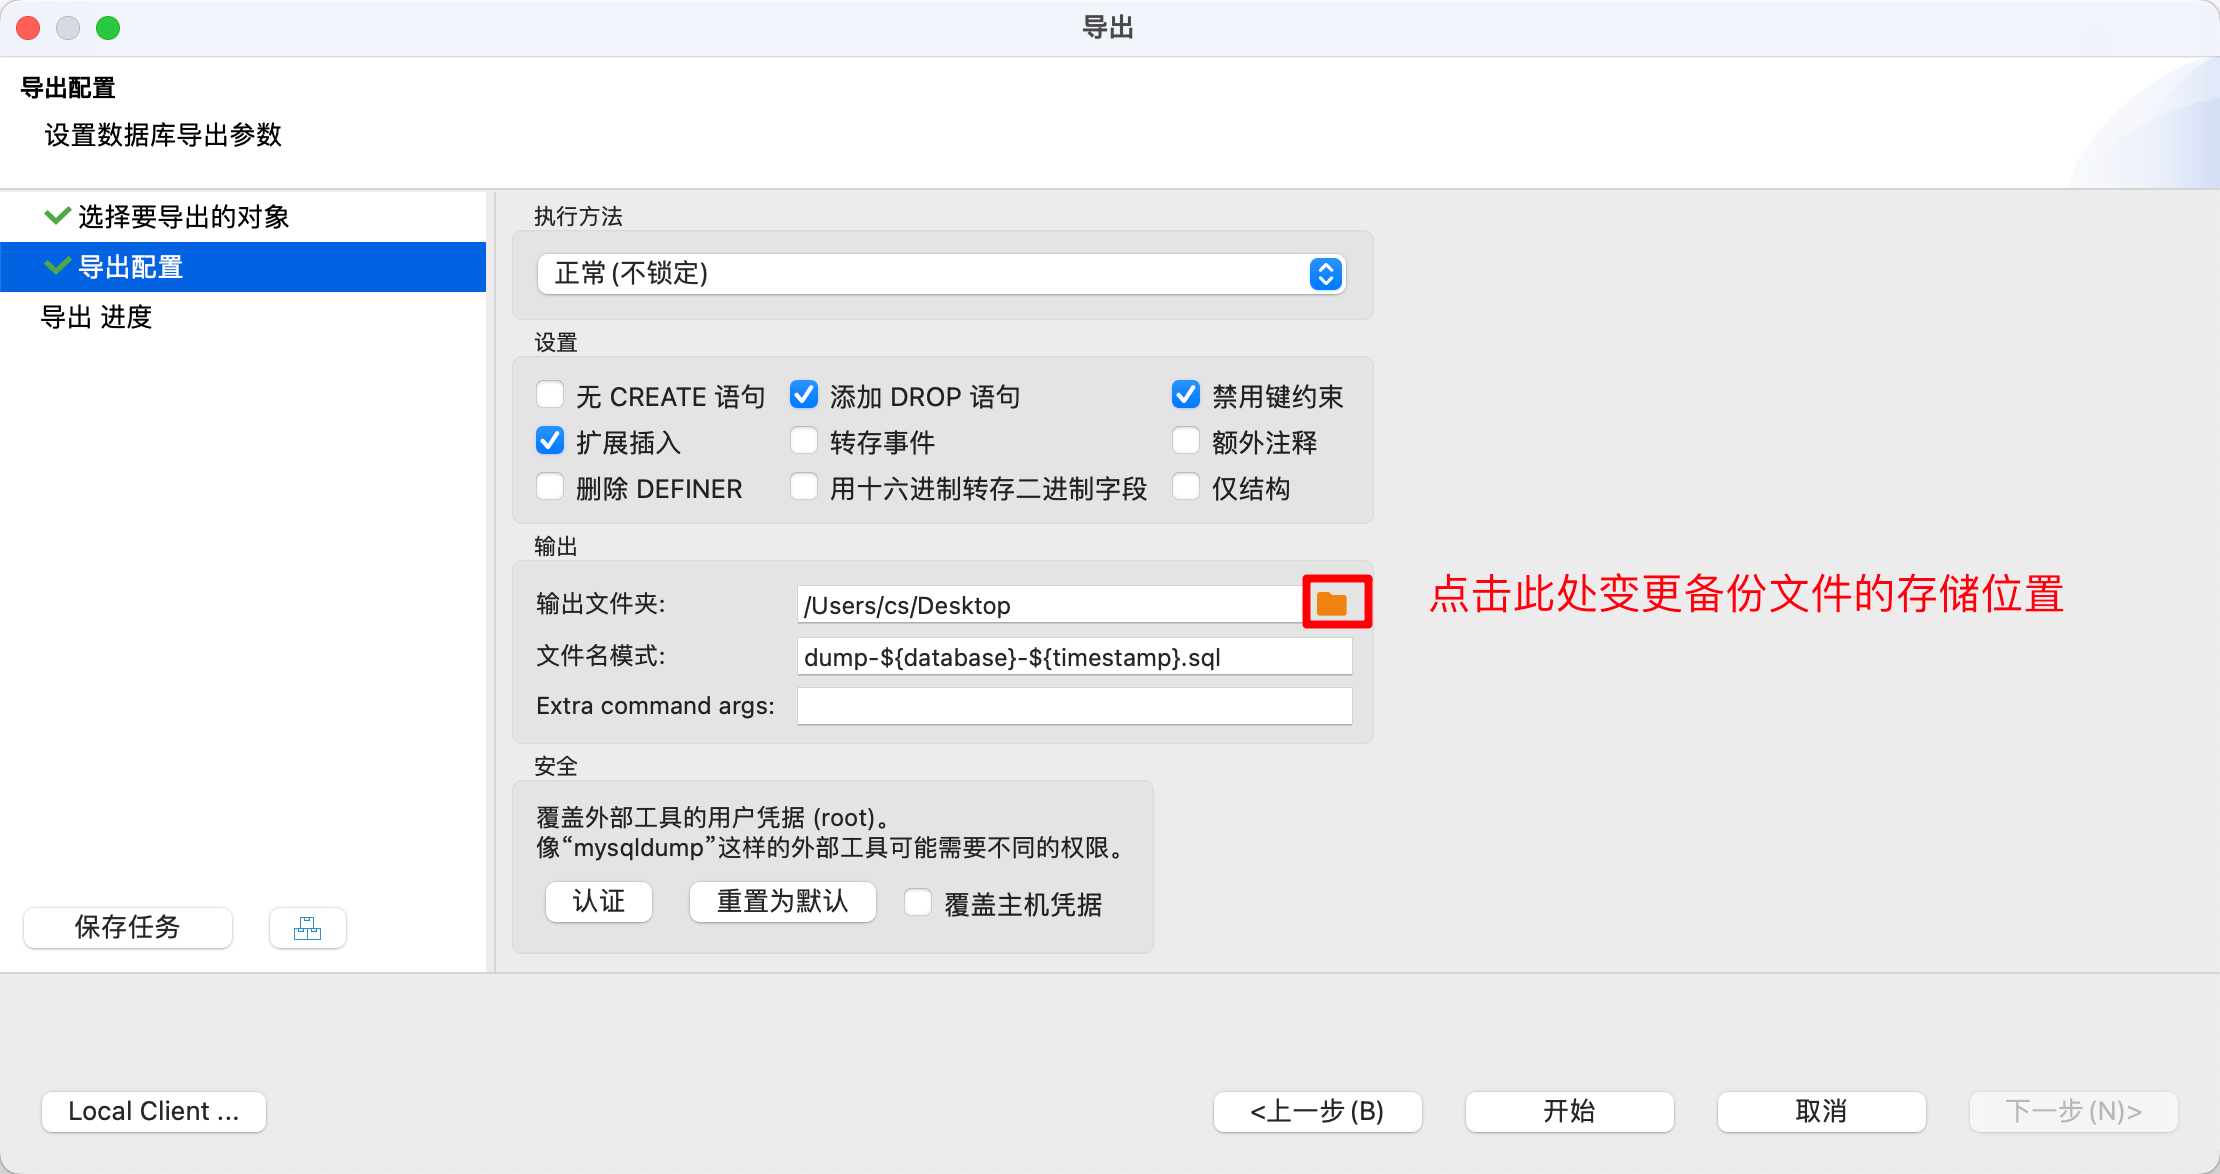 导出
导出配置
设置数据库导出参数
选择要导出的对象
导出配置
导出 进度
执行方法
正常 (不锁定)
设置
无 CREATE 语句
添加 DROP 语句
禁用键约束
扩展插入
转存事件
额外注释
删除 DEFINER
用十六进制转存二进制字段
仅结构
输出
输出文件夹:
/Users/cs/Desktop
点击此处变更备份文件的存储位置
文件名模式:
dump-${database}-${timestamp}.sql
Extra command args:
安全
覆盖外部工具的用户凭据 (root)。
像“mysqldump”这样的外部工具可能需要不同的权限。
认证
重置为默认
覆盖主机凭据
保存任务
Local Client ...
<上一步 (B)
开始
取消
下一步 (N)>